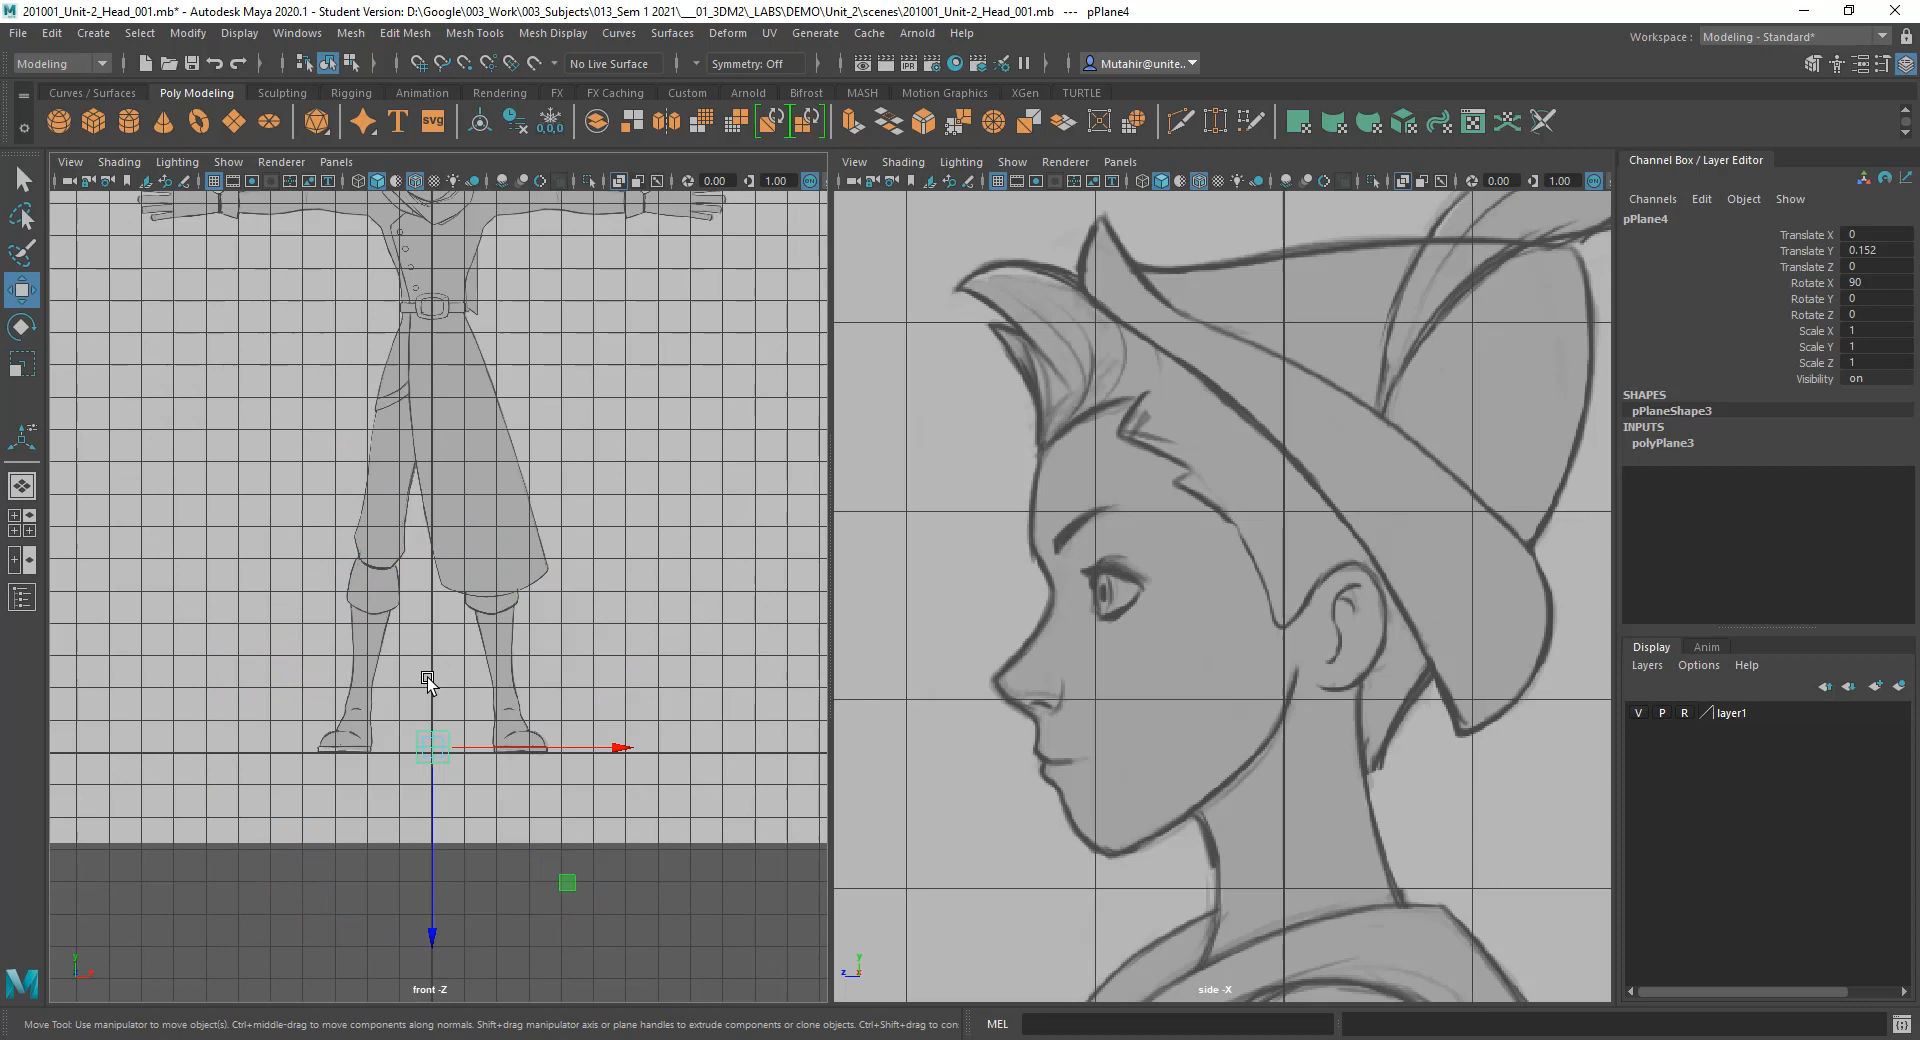 201001_Unit-2_Head_001.mb* - Autodesk Maya 2020.1 - Student Version: D:\Google\003_Work\003_Subjects\013_Sem 1 2021\___01_3DM2\_LABS\DEMO\Unit_2\scenes\201001_Unit-2_Head_001.mb   ---   pPlane4
File Edit Create Select Modify Display Windows Mesh Edit Mesh Mesh Tools Mesh Display Curves Surfaces Deform UV Generate Cache Arnold Help
Workspace : Modeling - Standard*
Modeling No Live Surface Symmetry: Off IPR Mutahir@unite..
Curves / Surfaces Poly Modeling Sculpting Rigging Animation Rendering FX FX Caching Custom Arnold Bifrost MASH Motion Graphics XGen TURTLE
T svg 0,0,0
View Shading Lighting Show Renderer Panels
0.00 1.00
View Shading Lighting Show Renderer Panels
0.00 1.00
front -Z
side -X
Channel Box / Layer Editor
Channels Edit Object Show
pPlane4
Translate X 0
Translate Y 0.152
Translate Z 0
Rotate X 90
Rotate Y 0
Rotate Z 0
Scale X 1
Scale Y 1
Scale Z 1
Visibility on
SHAPES
pPlaneShape3
INPUTS
polyPlane3
Display Anim
Layers Options Help
V P R layer1
Move Tool: Use manipulator to move object(s). Ctrl+middle-drag to move components along normals. Shift+drag manipulator axis or plane handles to extrude components or clone objects. Ctrl+Shift+drag to con
MEL